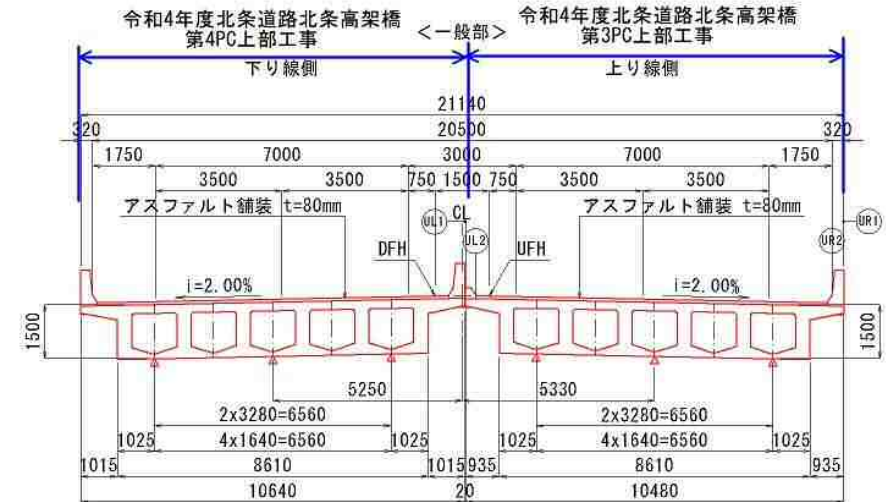 令和4年度北条道路北条高架橋
第4PC上部工事
<一般部>
令和4年度北条道路北条高架橋
第3PC上部工事
下り線側
上り線側
21140
320 20500 320
1750 7000 3000 7000 1750
3500 3500 750 1500 750 3500 3500
アスファルト舗装 t=80mm
UL1
CL
アスファルト舗装 t=80mm
UR1
UL2
UR2
DFH
UFH
i=2.00%
i=2.00%
1500
1500
5250
5330
2x3280=6560
2x3280=6560
1025 4x1640=6560 1025
1025 4x1640=6560 1025
1015 8610 1015 935 8610 935
10640 20 10480